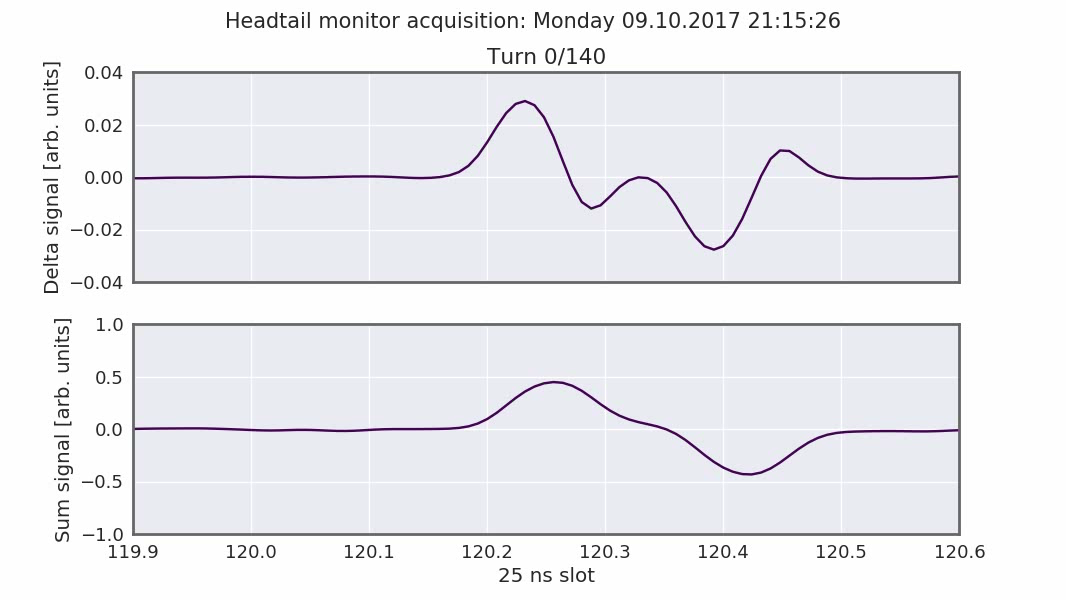 Headtail monitor acquisition: Monday 09.10.2017 21:15:26
Turn 0/140
Delta signal [arb. units]
0.04
0.02
0.00
−0.02
−0.04
Sum signal [arb. units]
1.0
0.5
0.0
−0.5
−1.0
119.9 120.0 120.1 120.2 120.3 120.4 120.5 120.6
25 ns slot